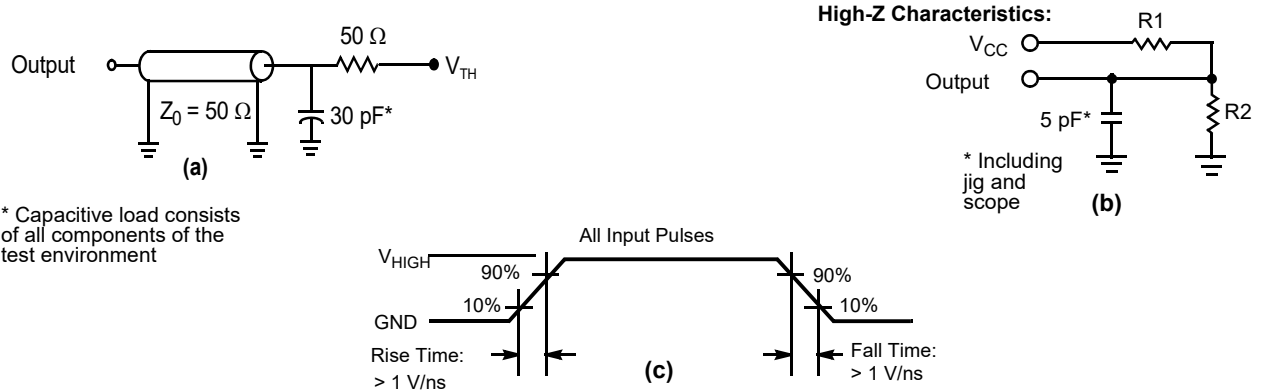 50 Ω
Output
V_TH
Z_0 = 50 Ω
30 pF*
(a)
* Capacitive load consists
of all components of the
test environment
High-Z Characteristics:
R1
V_CC
Output
5 pF*
R2
* Including
jig and
scope
(b)
All Input Pulses
V_HIGH
90%
90%
10%
10%
GND
Rise Time:
> 1 V/ns
(c)
Fall Time:
> 1 V/ns